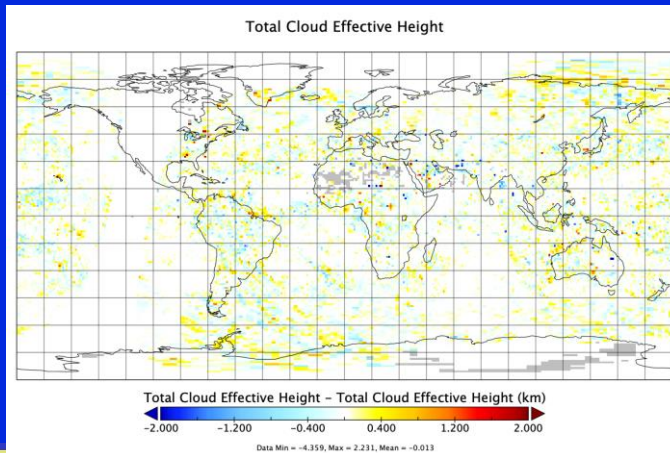 Total Cloud Effective Height
Total Cloud Effective Height – Total Cloud Effective Height (km)
-2.000 -1.200 -0.400 0.400 1.200 2.000
Data Min = -4.359, Max = 2.231, Mean = -0.013